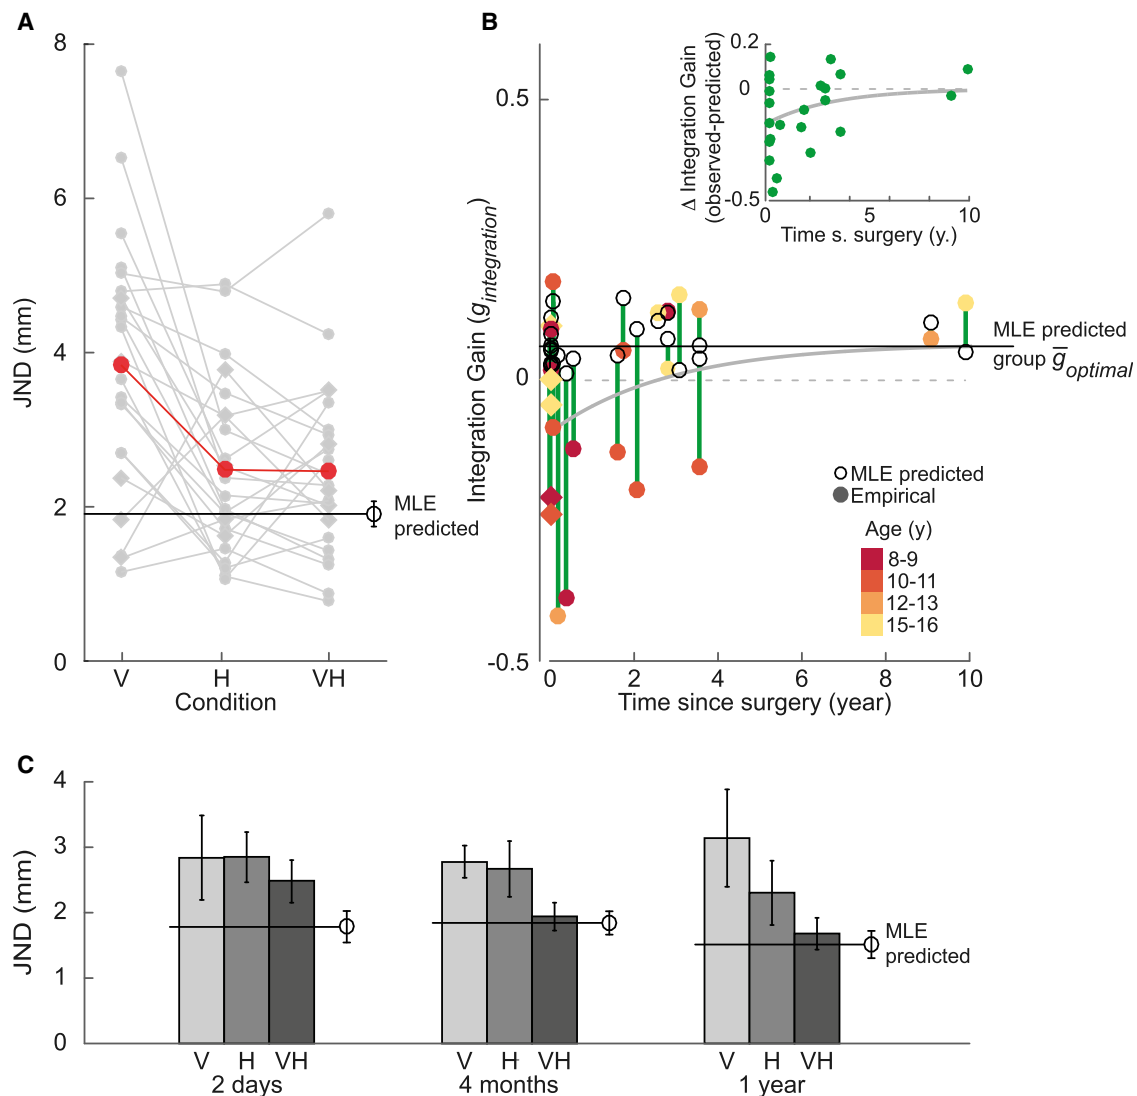 A
8
6
4
2
0
JND (mm)
V H VH
Condition
MLE
predicted
B
0.5
0
-0.5
Integration Gain (gintegration)
0 2 4 6 8 10
Time since surgery (year)
0.2
0
-0.5
Δ Integration Gain
(observed-predicted)
0 5 10
Time s. surgery (y.)
MLE predicted
group g̅optimal
MLE predicted
Empirical
Age (y)
8-9
10-11
12-13
15-16
C
4
3
2
1
0
JND (mm)
V H VH V H VH V H VH
2 days 4 months 1 year
MLE
predicted